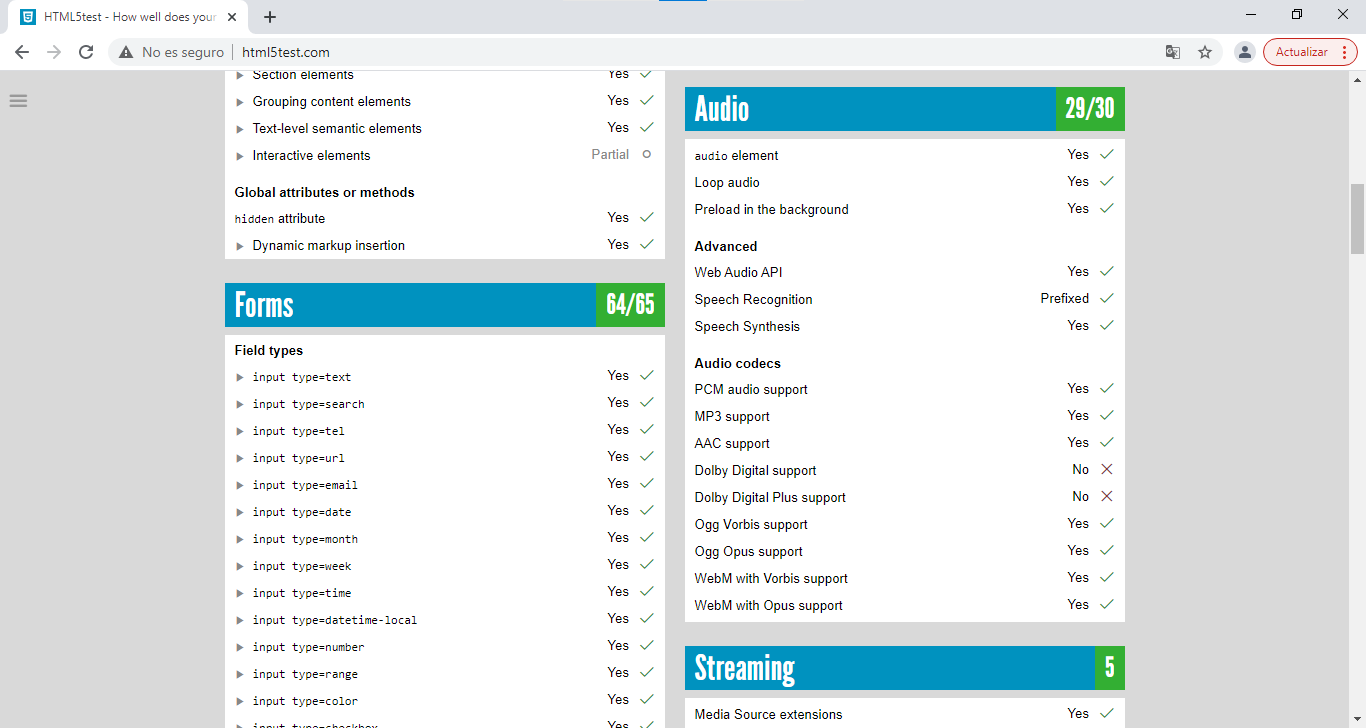 HTML5test - How well does your
No es seguro
html5test.com
Actualizar
Section elements Yes
Grouping content elements Yes
Text-level semantic elements Yes
Interactive elements Partial
Global attributes or methods
hidden attribute Yes
Dynamic markup insertion Yes
Forms 64/65
Field types
input type=text Yes
input type=search Yes
input type=tel Yes
input type=url Yes
input type=email Yes
input type=date Yes
input type=month Yes
input type=week Yes
input type=time Yes
input type=datetime-local Yes
input type=number Yes
input type=range Yes
input type=color Yes
input type=checkbox Yes
Audio 29/30
audio element Yes
Loop audio Yes
Preload in the background Yes
Advanced
Web Audio API Yes
Speech Recognition Prefixed
Speech Synthesis Yes
Audio codecs
PCM audio support Yes
MP3 support Yes
AAC support Yes
Dolby Digital support No
Dolby Digital Plus support No
Ogg Vorbis support Yes
Ogg Opus support Yes
WebM with Vorbis support Yes
WebM with Opus support Yes
Streaming 5
Media Source extensions Yes